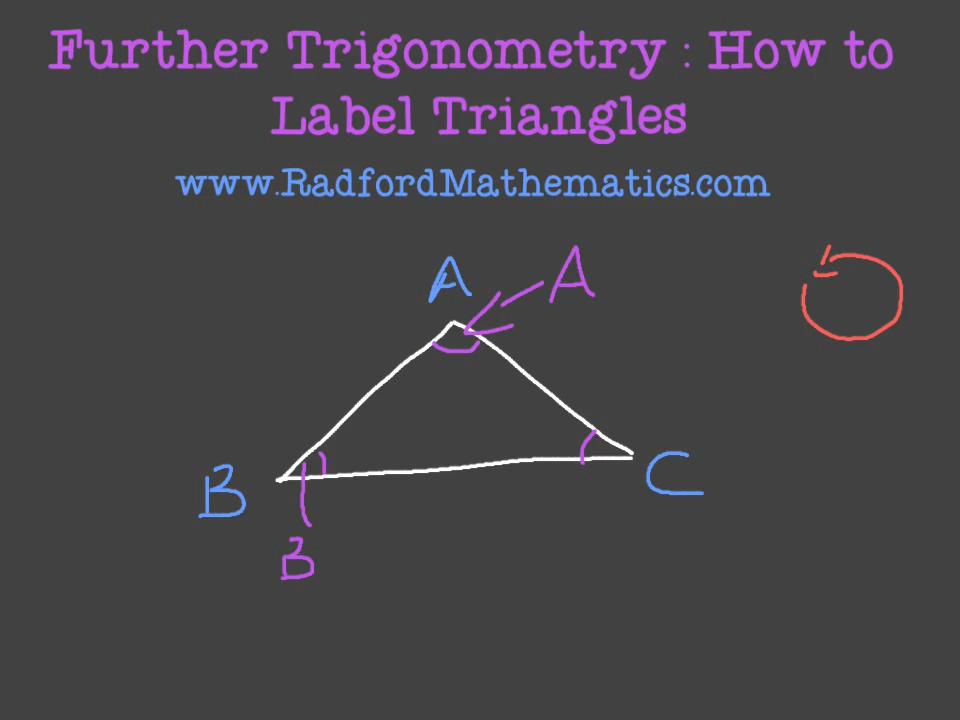 Further Trigonometry : How to
Label Triangles
www.RadfordMathematics.com
A A
B C
B